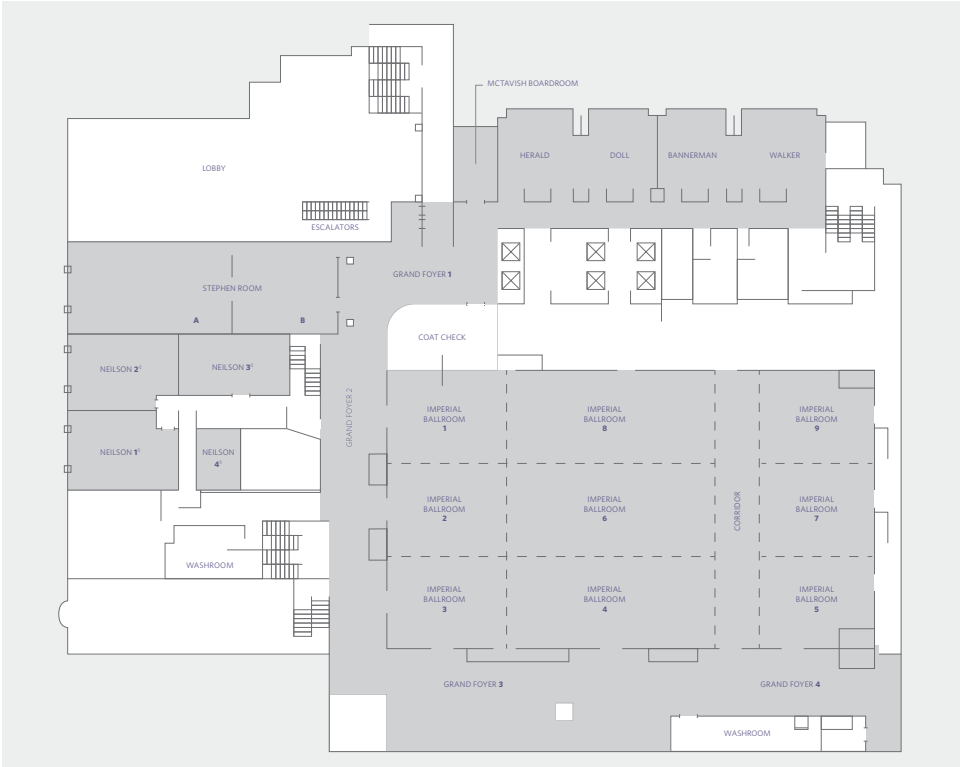 MCTAVISH BOARDROOM
HERALD
DOLL
BANNERMAN
WALKER
LOBBY
ESCALATORS
GRAND FOYER 1
STEPHEN ROOM
A
B
COAT CHECK
NEILSON 2
NEILSON 3
GRAND FOYER 2
NEILSON 1
NEILSON
4
IMPERIAL
BALLROOM
1
IMPERIAL
BALLROOM
8
IMPERIAL
BALLROOM
9
IMPERIAL
BALLROOM
2
IMPERIAL
BALLROOM
6
CORRIDOR
IMPERIAL
BALLROOM
7
WASHROOM
IMPERIAL
BALLROOM
3
IMPERIAL
BALLROOM
4
IMPERIAL
BALLROOM
5
GRAND FOYER 3
GRAND FOYER 4
WASHROOM